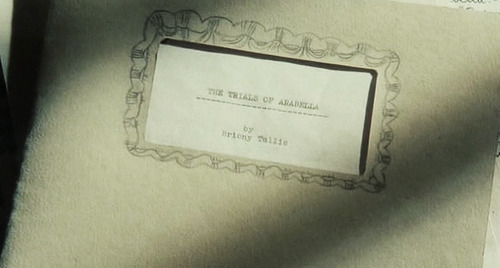 THE TRIALS OF ARABELLA
by
Briony Tallis